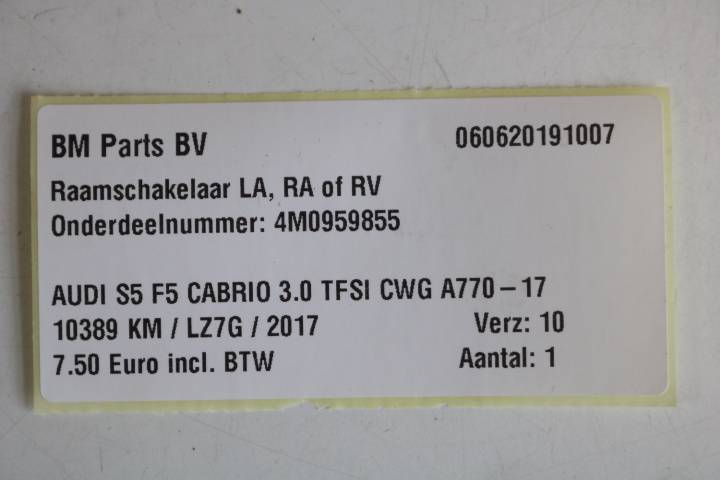 BM Parts BV 060620191007
Raamschakelaar LA, RA of RV
Onderdeelnummer: 4M0959855
AUDI S5 F5 CABRIO 3.0 TFSI CWG A770-17
10389 KM / LZ7G / 2017 Verz: 10
7.50 Euro incl. BTW Aantal: 1